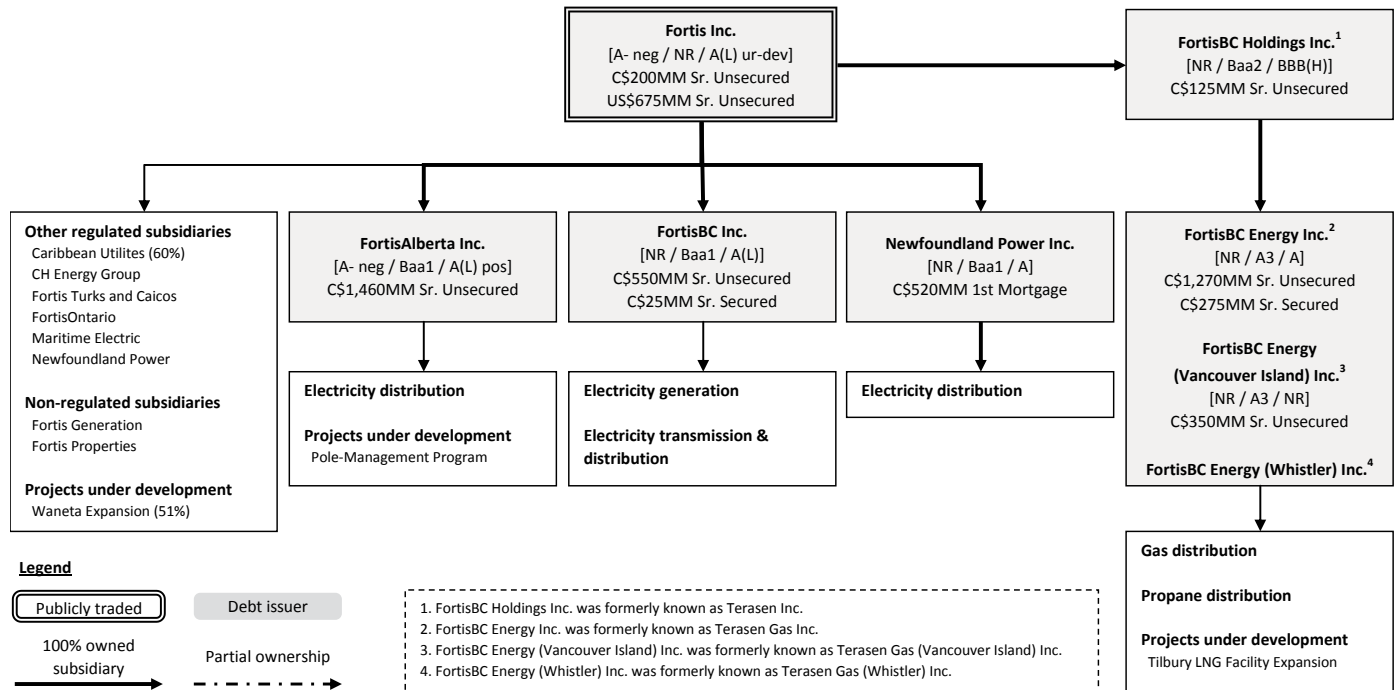 Fortis Inc.
[A- neg / NR / A(L) ur-dev]
C$200MM Sr. Unsecured
US$675MM Sr. Unsecured
FortisBC Holdings Inc.1
[NR / Baa2 / BBB(H)]
C$125MM Sr. Unsecured
Other regulated subsidiaries
Caribbean Utilites (60%)
CH Energy Group
Fortis Turks and Caicos
FortisOntario
Maritime Electric
Newfoundland Power
Non-regulated subsidiaries
Fortis Generation
Fortis Properties
Projects under development
Waneta Expansion (51%)
FortisAlberta Inc.
[A- neg / Baa1 / A(L) pos]
C$1,460MM Sr. Unsecured
Electricity distribution
Projects under development
Pole-Management Program
FortisBC Inc.
[NR / Baa1 / A(L)]
C$550MM Sr. Unsecured
C$25MM Sr. Secured
Electricity generation
Electricity transmission &
distribution
Newfoundland Power Inc.
[NR / Baa1 / A]
C$520MM 1st Mortgage
Electricity distribution
FortisBC Energy Inc.2
[NR / A3 / A]
C$1,270MM Sr. Unsecured
C$275MM Sr. Secured
FortisBC Energy
(Vancouver Island) Inc.3
[NR / A3 / NR]
C$350MM Sr. Unsecured
FortisBC Energy (Whistler) Inc.4
Gas distribution
Propane distribution
Projects under development
Tilbury LNG Facility Expansion
Legend
Publicly traded
Debt issuer
100% owned
subsidiary
Partial ownership
1. FortisBC Holdings Inc. was formerly known as Terasen Inc.
2. FortisBC Energy Inc. was formerly known as Terasen Gas Inc.
3. FortisBC Energy (Vancouver Island) Inc. was formerly known as Terasen Gas (Vancouver Island) Inc.
4. FortisBC Energy (Whistler) Inc. was formerly known as Terasen Gas (Whistler) Inc.